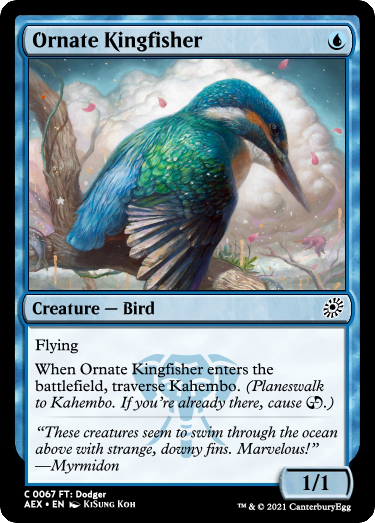 Ornate Kingfisher
Creature — Bird
Flying
When Ornate Kingfisher enters the
battlefield, traverse Kahembo. (Planeswalk
to Kahembo. If you're already there, cause .)
“These creatures seem to swim through the ocean
above with strange, downy fins. Marvelous!”
—Myrmidon
1/1
C 0067 FT: Dodger
AEX • EN KiSung Koh
™ & © 2021 CanterburyEgg